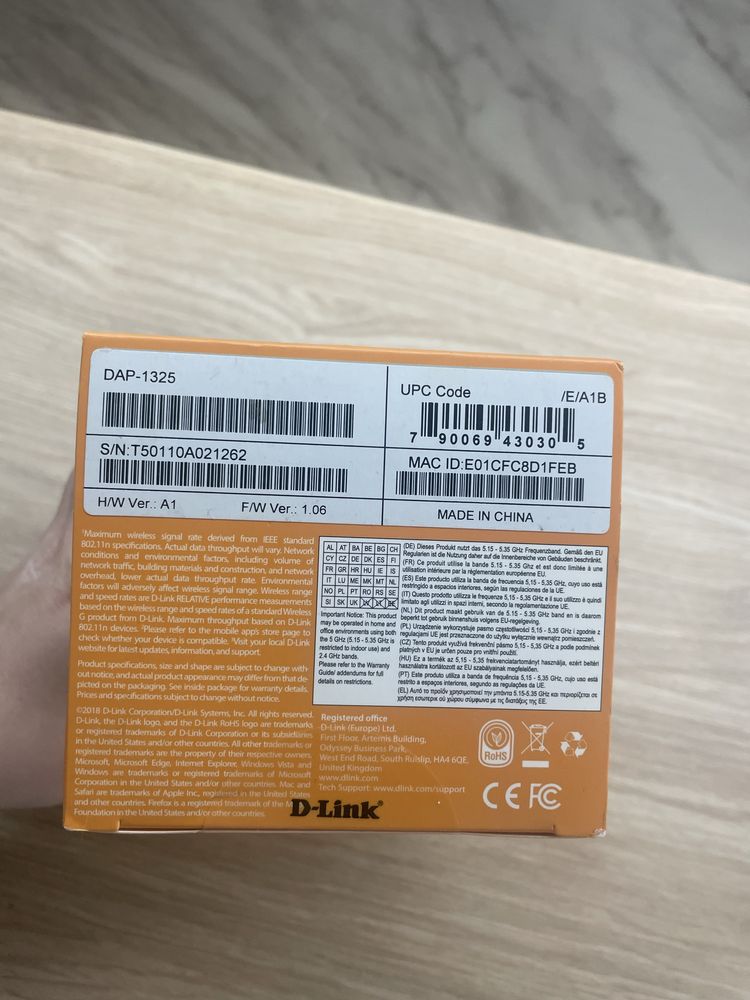 DAP-1325
UPC Code
/E/A1B
7 90069 43030 5
S/N:T50110A021262
MAC ID:E01CFC8D1FEB
H/W Ver.: A1
F/W Ver.: 1.06
MADE IN CHINA
¹Maximum wireless signal rate derived from IEEE standard
802.11n specifications. Actual data throughput will vary. Network
conditions and environmental factors, including volume of
network traffic, building materials and construction, and network
overhead, lower actual data throughput rate. Environmental
factors will adversely affect wireless signal range. Wireless range
and speed rates are D-Link RELATIVE performance measurements
based on the wireless range and speed rates of a standard Wireless
G product from D-Link. Maximum throughput based on D-Link
802.11n devices. ²Please refer to the mobile app's store page to
check whether your device is compatible. ³Visit your local D-Link
website for latest updates, information, and support.
Product specifications, size and shape are subject to change with-
out notice, and actual product appearance may differ from that de-
picted on the packaging. See inside package for warranty details.
Prices and specifications subject to change without notice.
©2018 D-Link Corporation/D-Link Systems, Inc. All rights reserved.
D-Link, the D-Link logo, and the D-Link RoHS logo are trademarks
or registered trademarks of D-Link Corporation or its subsidiaries
in the United States and/or other countries. All other trademarks or
registered trademarks are the property of their respective owners.
Microsoft, Microsoft Edge, Internet Explorer, Windows Vista and
Windows are trademarks or registered trademarks of Microsoft
Corporation in the United States and/or other countries. Mac and
Safari are trademarks of Apple Inc., registered in the United States
and other countries. Firefox is a registered trademark of the M
Foundation in the United States and/or other countries.
AL AT BA BE BG CH
CY CZ DE DK ES FI
FR GR HR HU IE IS
IT LU ME MK MT NL
NO PL PT RO RS SE
SI SK UK
Important Notice: This product
may be operated in home and
office environments using both
the 5 GHz (5.15 - 5.35 GHz is
restricted to indoor use) and
2.4 GHz bands.
Please refer to the Warranty
Guide/ addendums for full
details on restrictions.
(DE) Dieses Produkt nutzt das 5,15 - 5,35 GHz Frequenzband. Gemäß den EU
Regularien ist die Nutzung daher auf die Innenbereiche von Gebäuden beschränkt.
(FR) Ce produit utilise la bande 5.15 - 5.35 Ghz et est donc limitée à une
utilisation intérieure par la réglementation européenne EU.
(ES) Este producto utiliza la banda de frecuencia 5,15 - 5,35 GHz, cuyo uso está
restringido a espacios interiores, según las regulaciones de la UE.
(IT) Questo prodotto utilizza le frequenze 5,15 - 5,35 GHz e il suo utilizzo è quindi
limitato agli utilizzi in spazi interni, secondo la regolamentazione UE.
(NL) Dit product maakt gebruik van de 5.15 - 5.35 GHz band en is daarom
beperkt tot gebruik binnenshuis volgens EU-regelgeving.
(PL) Urządzenie wykorzystuje pasmo częstotliwości 5,15 - 5,35 GHz i zgodnie z
regulacjami UE jest przeznaczone do użytku wyłącznie wewnątrz pomieszczeń.
(CZ) Tento produkt využívá frekvenční pásmo 5,15 - 5,35 GHz a podle podmínek
platných v EU je určen pouze pro vnitřní použití.
(HU) Ez a termék az 5,15 - 5,35 frekvenciatartományt használja, ezért beltéri
használatra korlátozott az EU szabályainak megfelelően.
(PT) Este produto utiliza a banda de frequência 5,15 - 5,35 GHz, cujo uso está
restrito a espaços interiores, segundo as regulações da UE.
(EL) Αυτό το προϊόν χρησιμοποιεί την μπάντα 5,15-5,35 GHz και περιορίζεται σε
χρήση εσωτερικού χώρου σύμφωνα με τις διατάξεις της ΕΕ.
Registered office
D-Link (Europe) Ltd.
First Floor, Artemis Building,
Odyssey Business Park,
West End Road, South Ruislip, HA4 6QE,
United Kingdom
www.dlink.com
Tech Support: www.dlink.com/support
RoHS
CE FC
D-Link